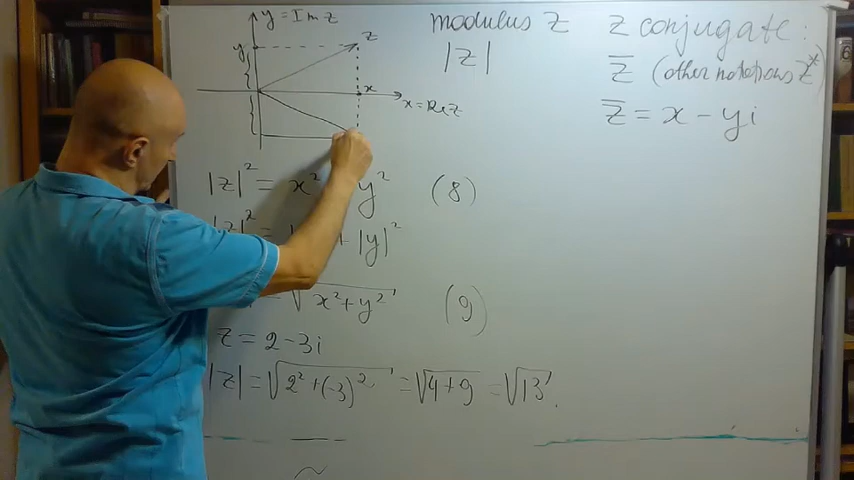 y = Im z
modulus z
|z|
z conjugate:
z̅ (other notations z*)
z̅ = x - yi
y
z
x
x = Re z
|z|² = x² y² (8)
|z|² = + |y|²
= √x² + y² (9)
z = 2 - 3i
|z| = √2² + (-3)² = √4 + 9 = √13.